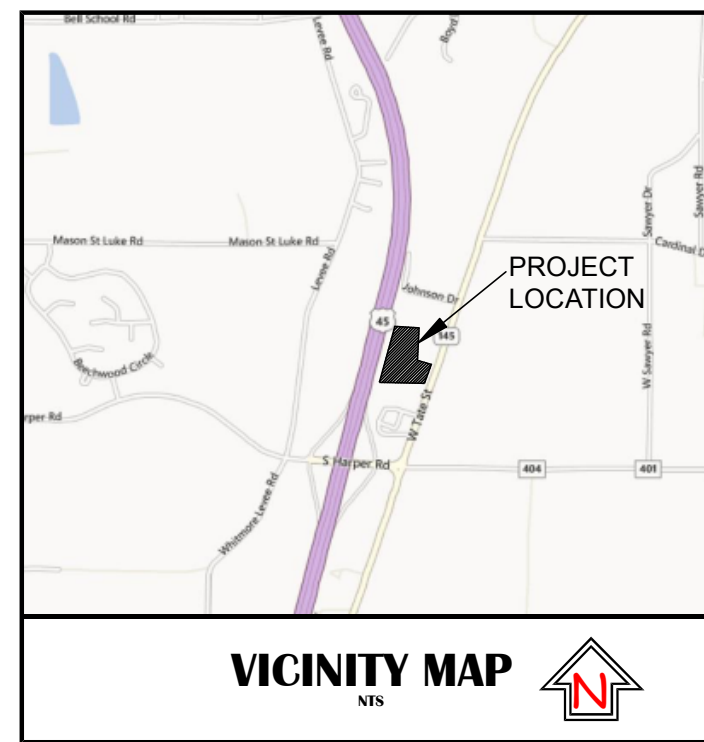 Bell School Rd
Levee Rd
Boyd
Sawyer Dr
Sawyer Rd
Mason St Luke Rd
Mason St Luke Rd
Levee Rd
Cardinal D
PROJECT
LOCATION
Johnson Dr
45
145
Beechwood Circle
W Sawyer Rd
rper Rd
W Tate St
S Harper Rd
404
401
Whitmore Levee Rd
VICINITY MAP
NTS
N